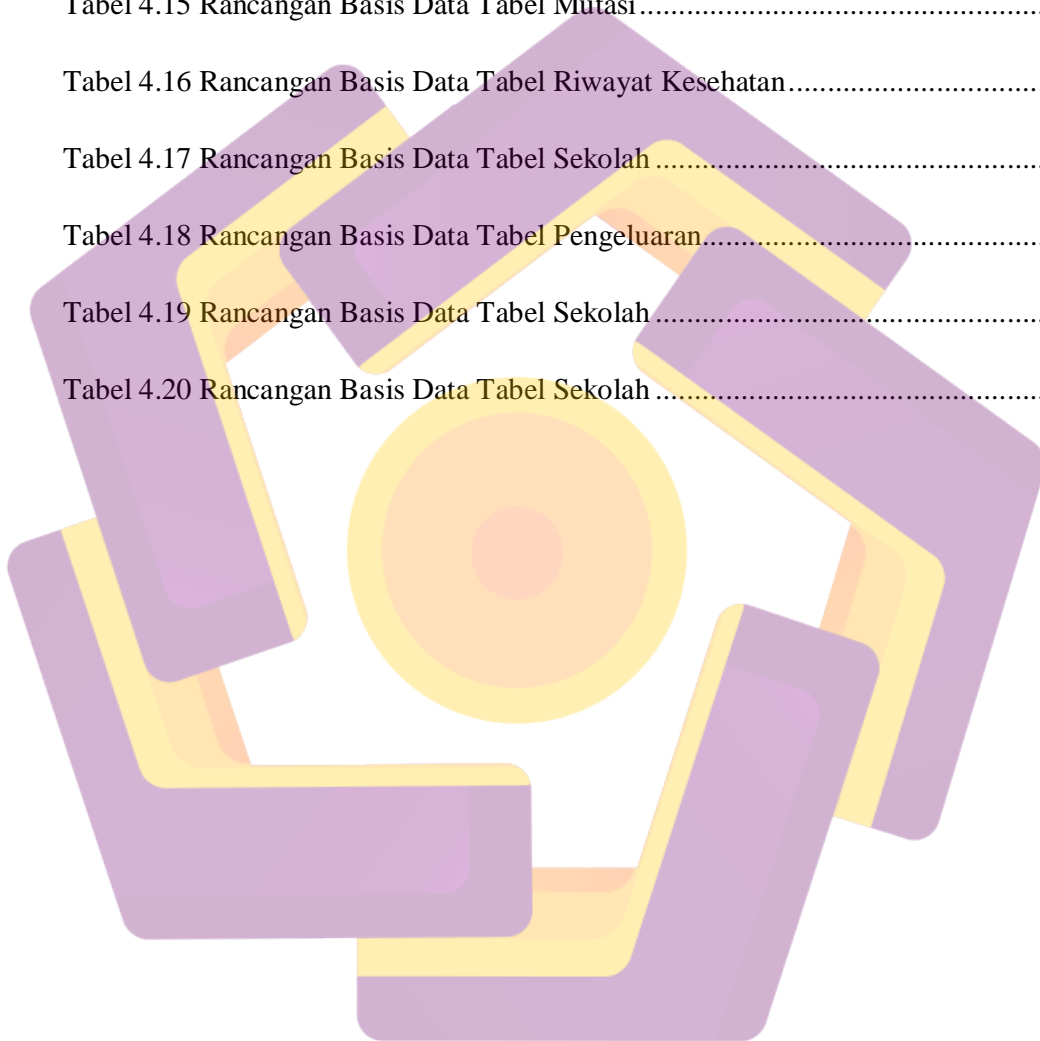 Tabel 4.15 Rancangan Basis Data Tabel Mutasi..........................................................
Tabel 4.16 Rancangan Basis Data Tabel Riwayat Kesehatan....................................
Tabel 4.17 Rancangan Basis Data Tabel Sekolah .......................................................
Tabel 4.18 Rancangan Basis Data Tabel Pengeluaran................................................
Tabel 4.19 Rancangan Basis Data Tabel Sekolah .......................................................
Tabel 4.20 Rancangan Basis Data Tabel Sekolah .......................................................